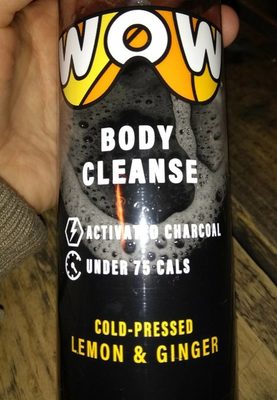 WOW
BODY
CLEANSE
ACTIVATED CHARCOAL
UNDER 75 CALS
COLD-PRESSED
LEMON & GINGER